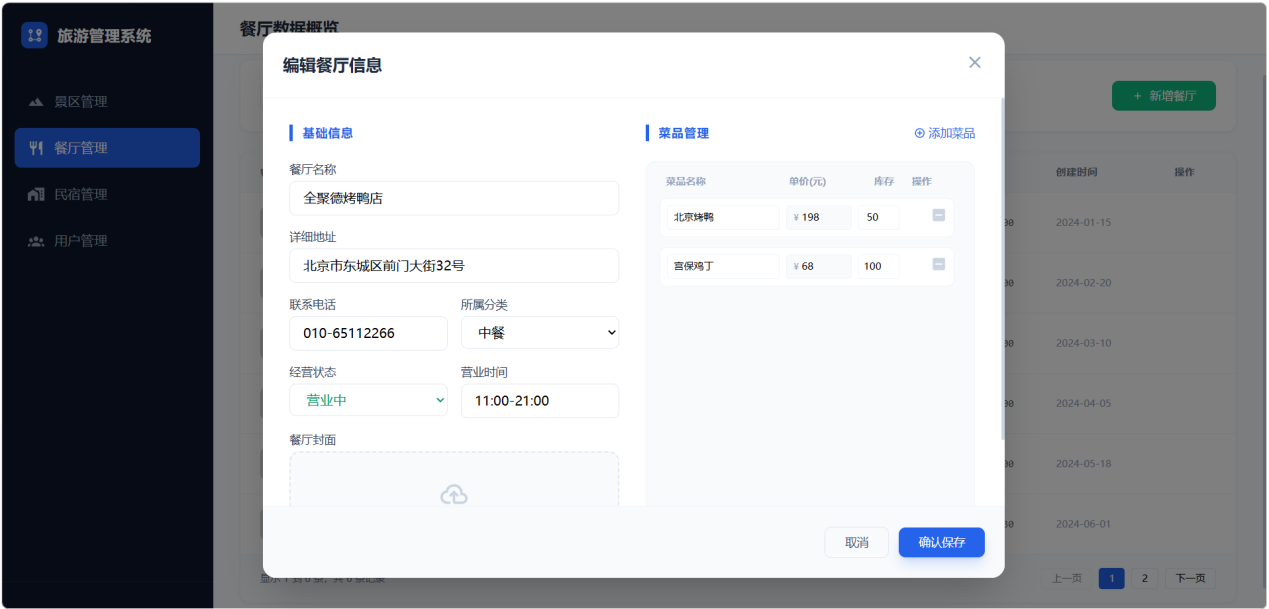 旅游管理系统
景区管理
餐厅管理
民宿管理
用户管理
餐厅数据概览
+ 新增餐厅
创建时间 操作
2024-01-15
2024-02-20
2024-03-10
2024-04-05
2024-05-18
2024-06-01
上一页 1 2 下一页
编辑餐厅信息
基础信息
餐厅名称
全聚德烤鸭店
详细地址
北京市东城区前门大街32号
联系电话 所属分类
010-65112266 中餐
经营状态 营业时间
营业中 11:00-21:00
餐厅封面
菜品管理 添加菜品
菜品名称 单价(元) 库存 操作
北京烤鸭 ¥ 198 50
宫保鸡丁 ¥ 68 100
取消 确认保存